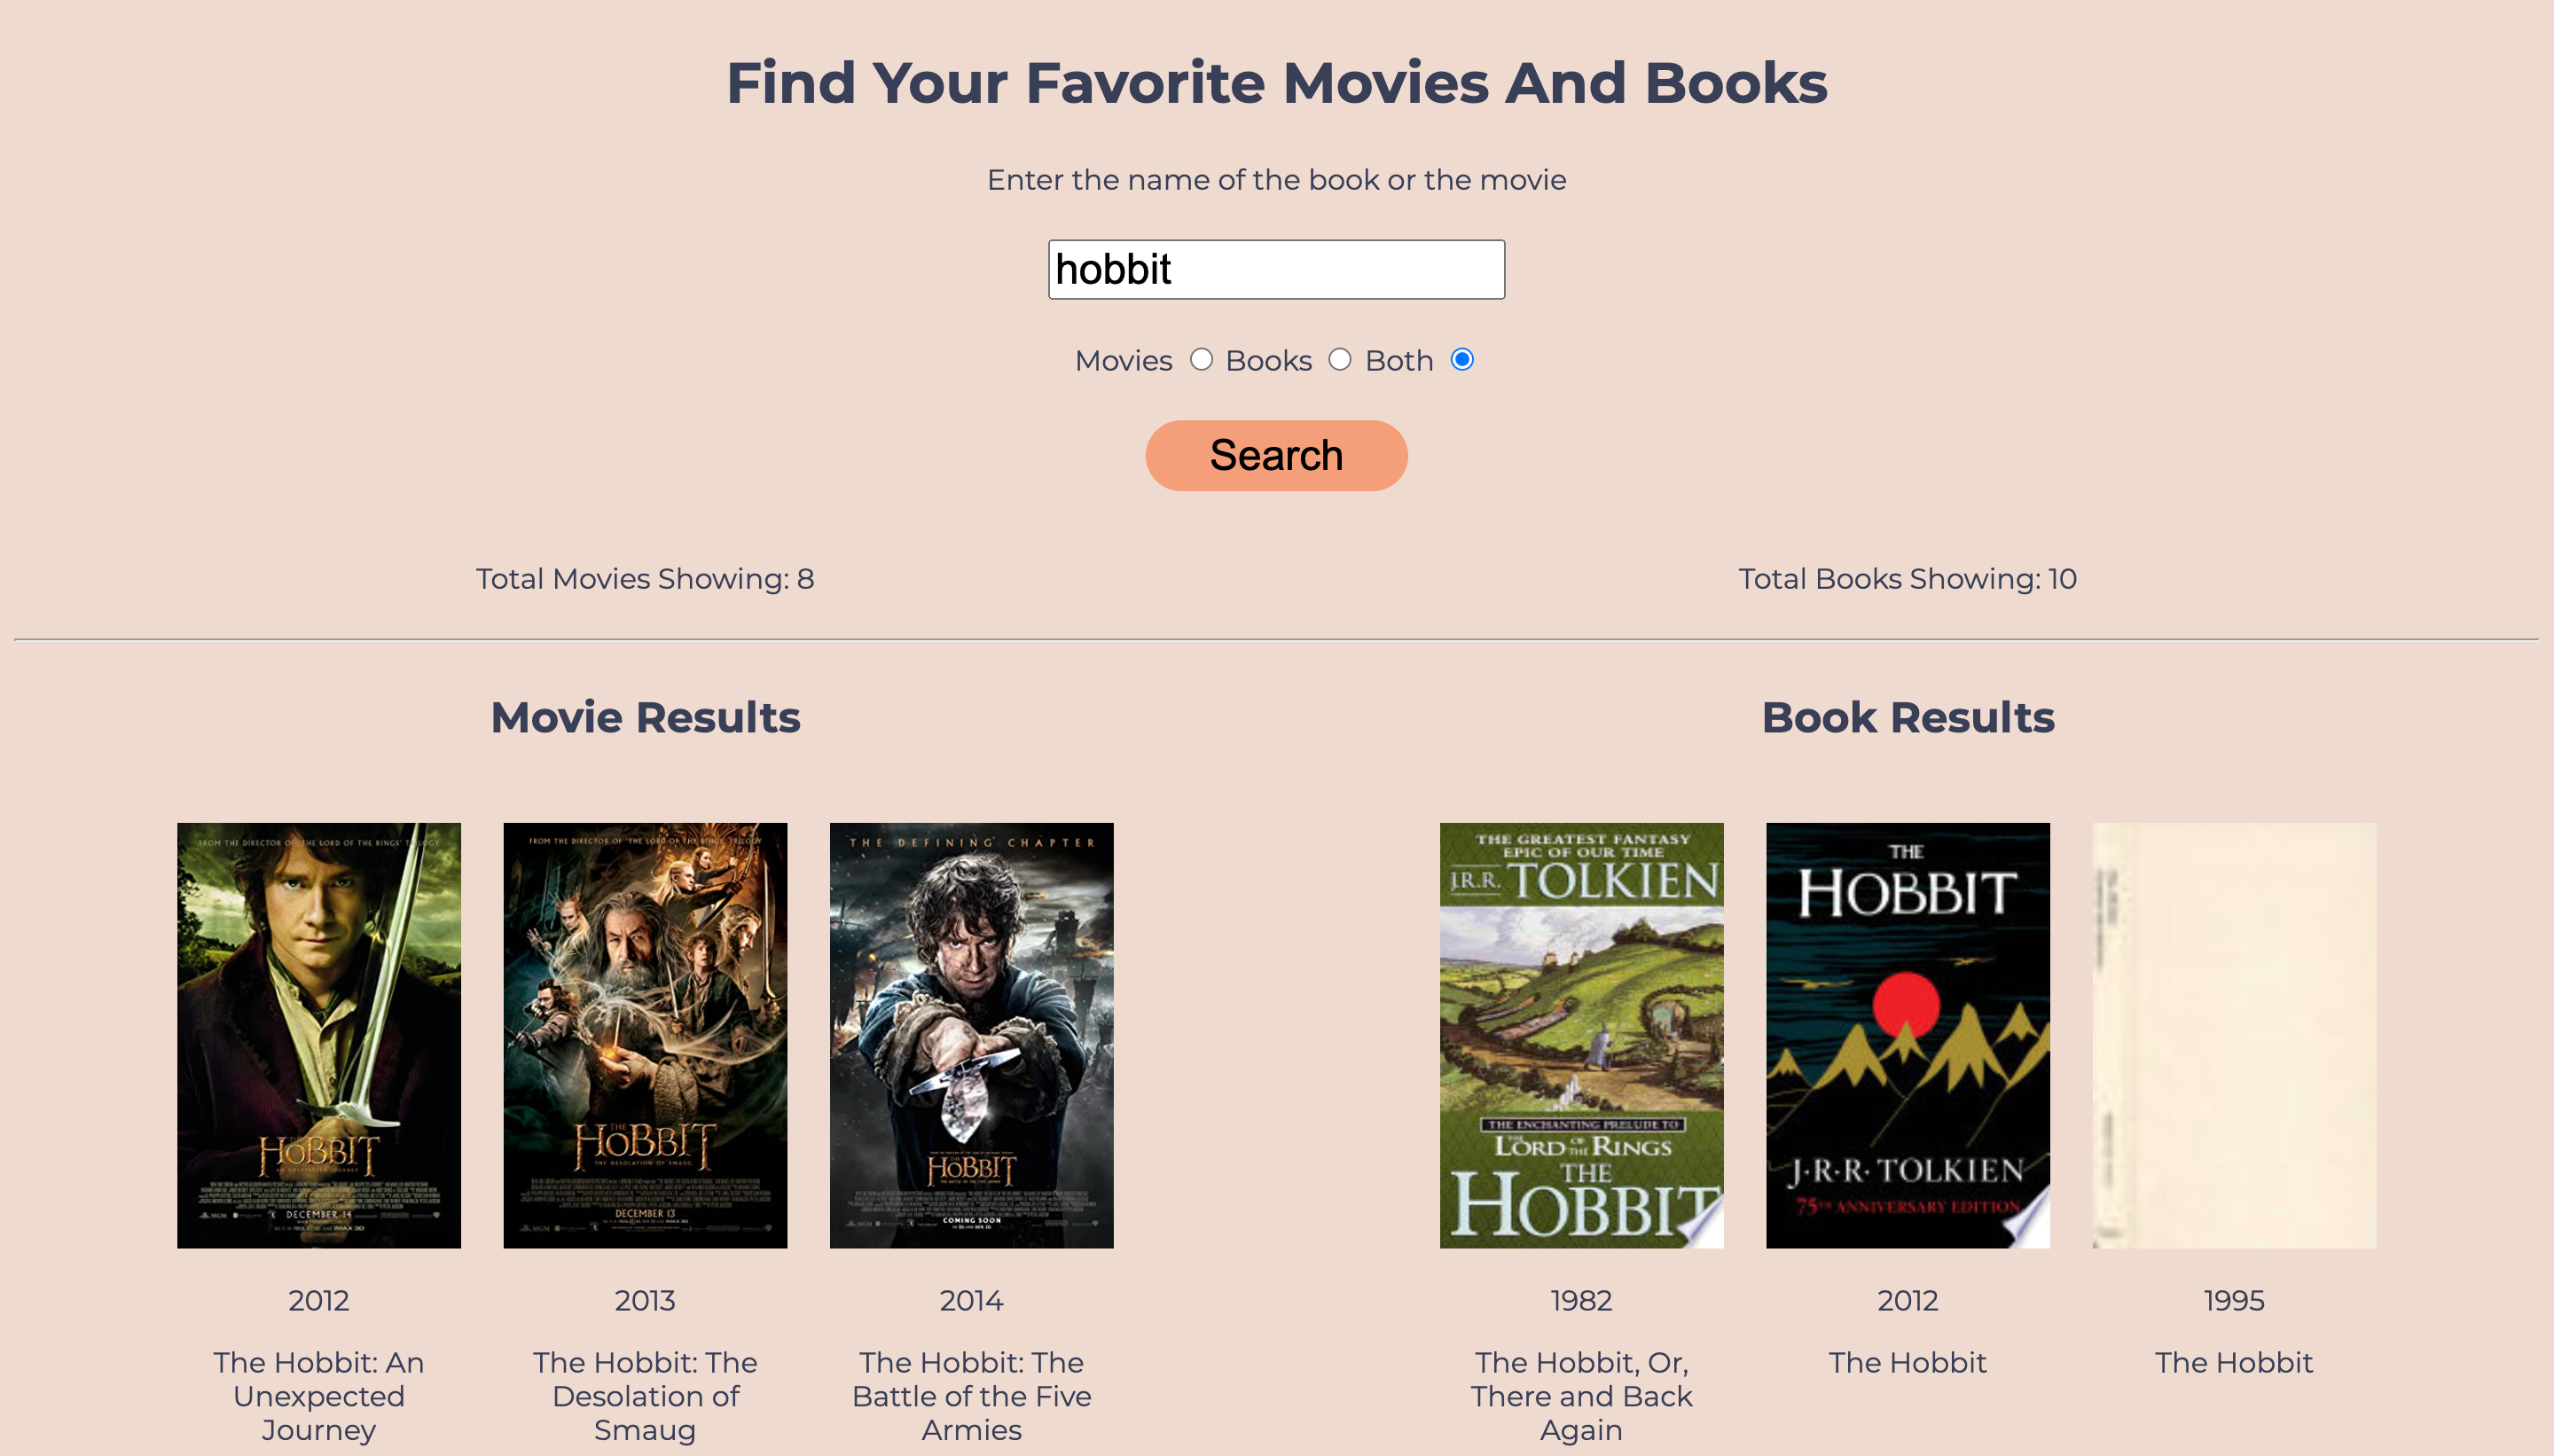 Find Your Favorite Movies And Books
Enter the name of the book or the movie
hobbit
Movies Books Both
Search
Total Movies Showing: 8
Total Books Showing: 10
Movie Results
Book Results
FROM THE DIRECTOR OF THE LORD OF THE RINGS' TRILOGY
THE
HOBBIT
AN UNEXPECTED JOURNEY
MGM
DECEMBER 14
IMAX 3D
2012
The Hobbit: An
Unexpected
Journey
FROM THE DIRECTOR OF "THE LORD OF THE RINGS" TRILOGY
THE
HOBBIT
THE DESOLATION OF SMAUG
MGM
DECEMBER 13
2013
The Hobbit: The
Desolation of
Smaug
THE DEFINING CHAPTER
THE
HOBBIT
THE BATTLE OF THE FIVE ARMIES
MGM
COMING SOON
2014
The Hobbit: The
Battle of the Five
Armies
THE GREATEST FANTASY
EPIC OF OUR TIME
J.R.R. TOLKIEN
THE ENCHANTING PRELUDE TO
THE LORD OF THE RINGS
THE
HOBBIT
1982
The Hobbit, Or,
There and Back
Again
THE
HOBBIT
J·R·R· TOLKIEN
75TH ANNIVERSARY EDITION
2012
The Hobbit
1995
The Hobbit